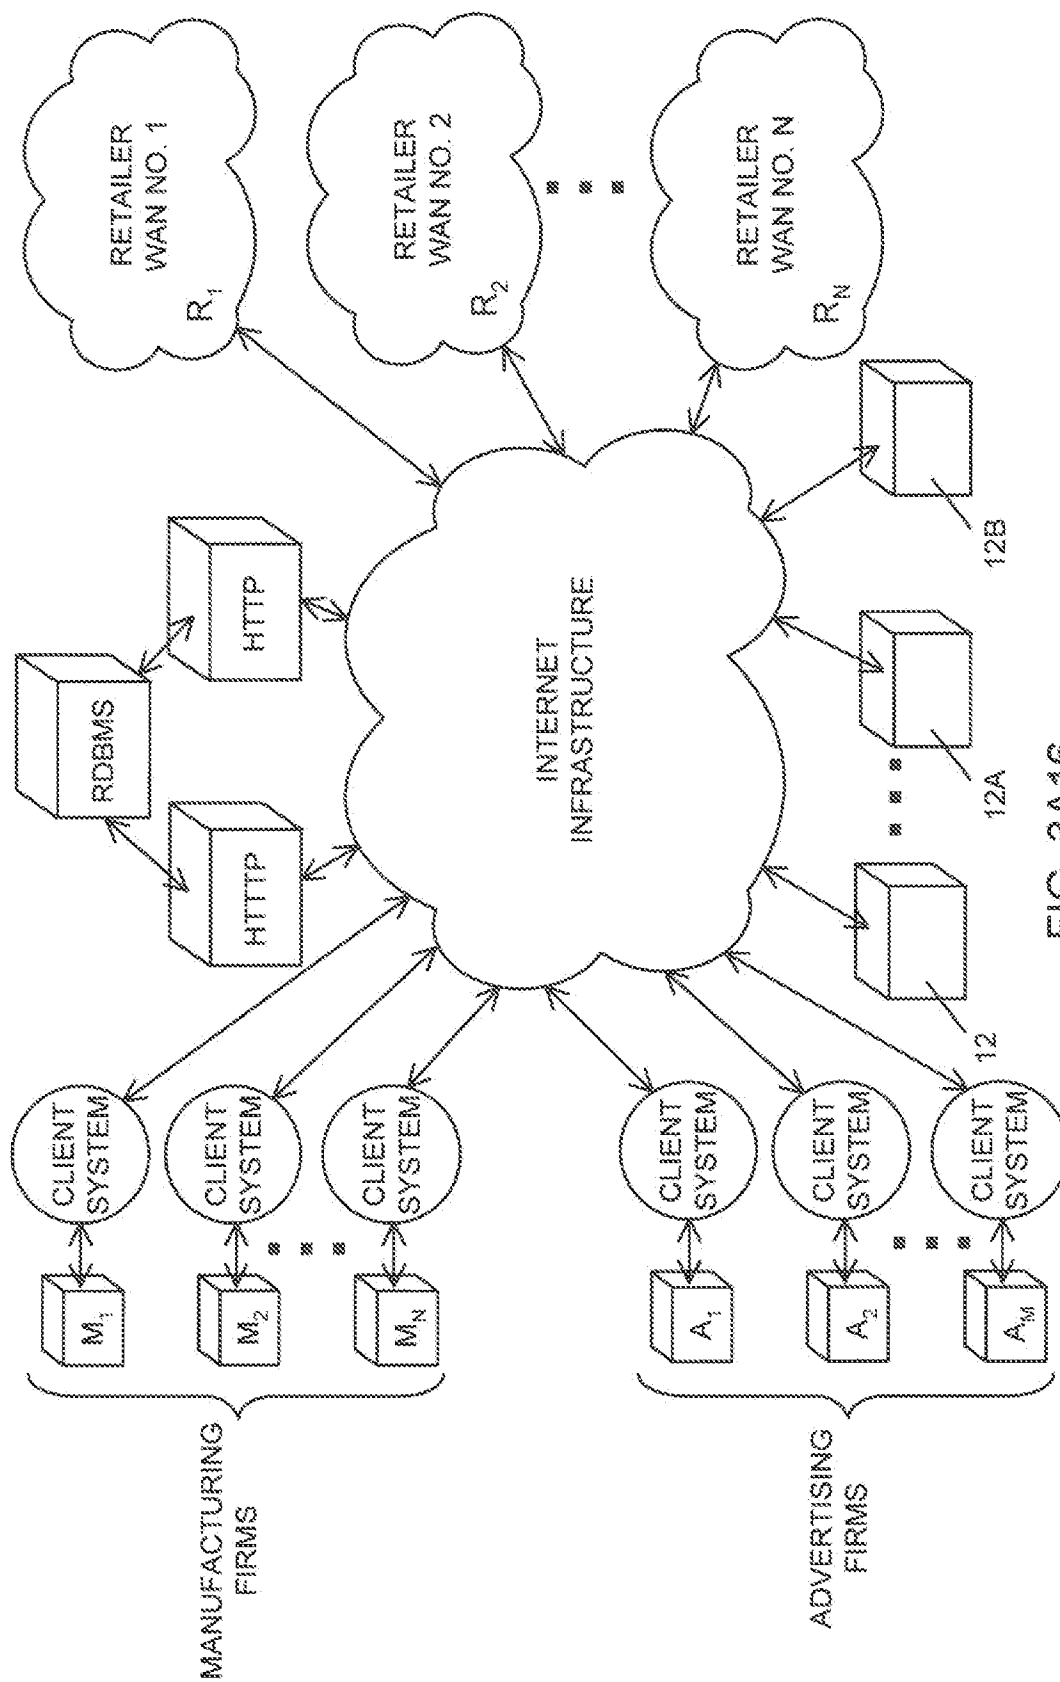 MANUFACTURING
FIRMS
M1
CLIENT
SYSTEM
M2
CLIENT
SYSTEM
MN
CLIENT
SYSTEM
ADVERTISING
FIRMS
A1
CLIENT
SYSTEM
A2
CLIENT
SYSTEM
AM
CLIENT
SYSTEM
RDBMS
HTTTP
HTTP
INTERNET
INFRASTRUCTURE
12
12A
12B
RETAILER
WAN NO. 1
R1
RETAILER
WAN NO. 2
R2
RETAILER
WAN NO. N
RN
FIG.